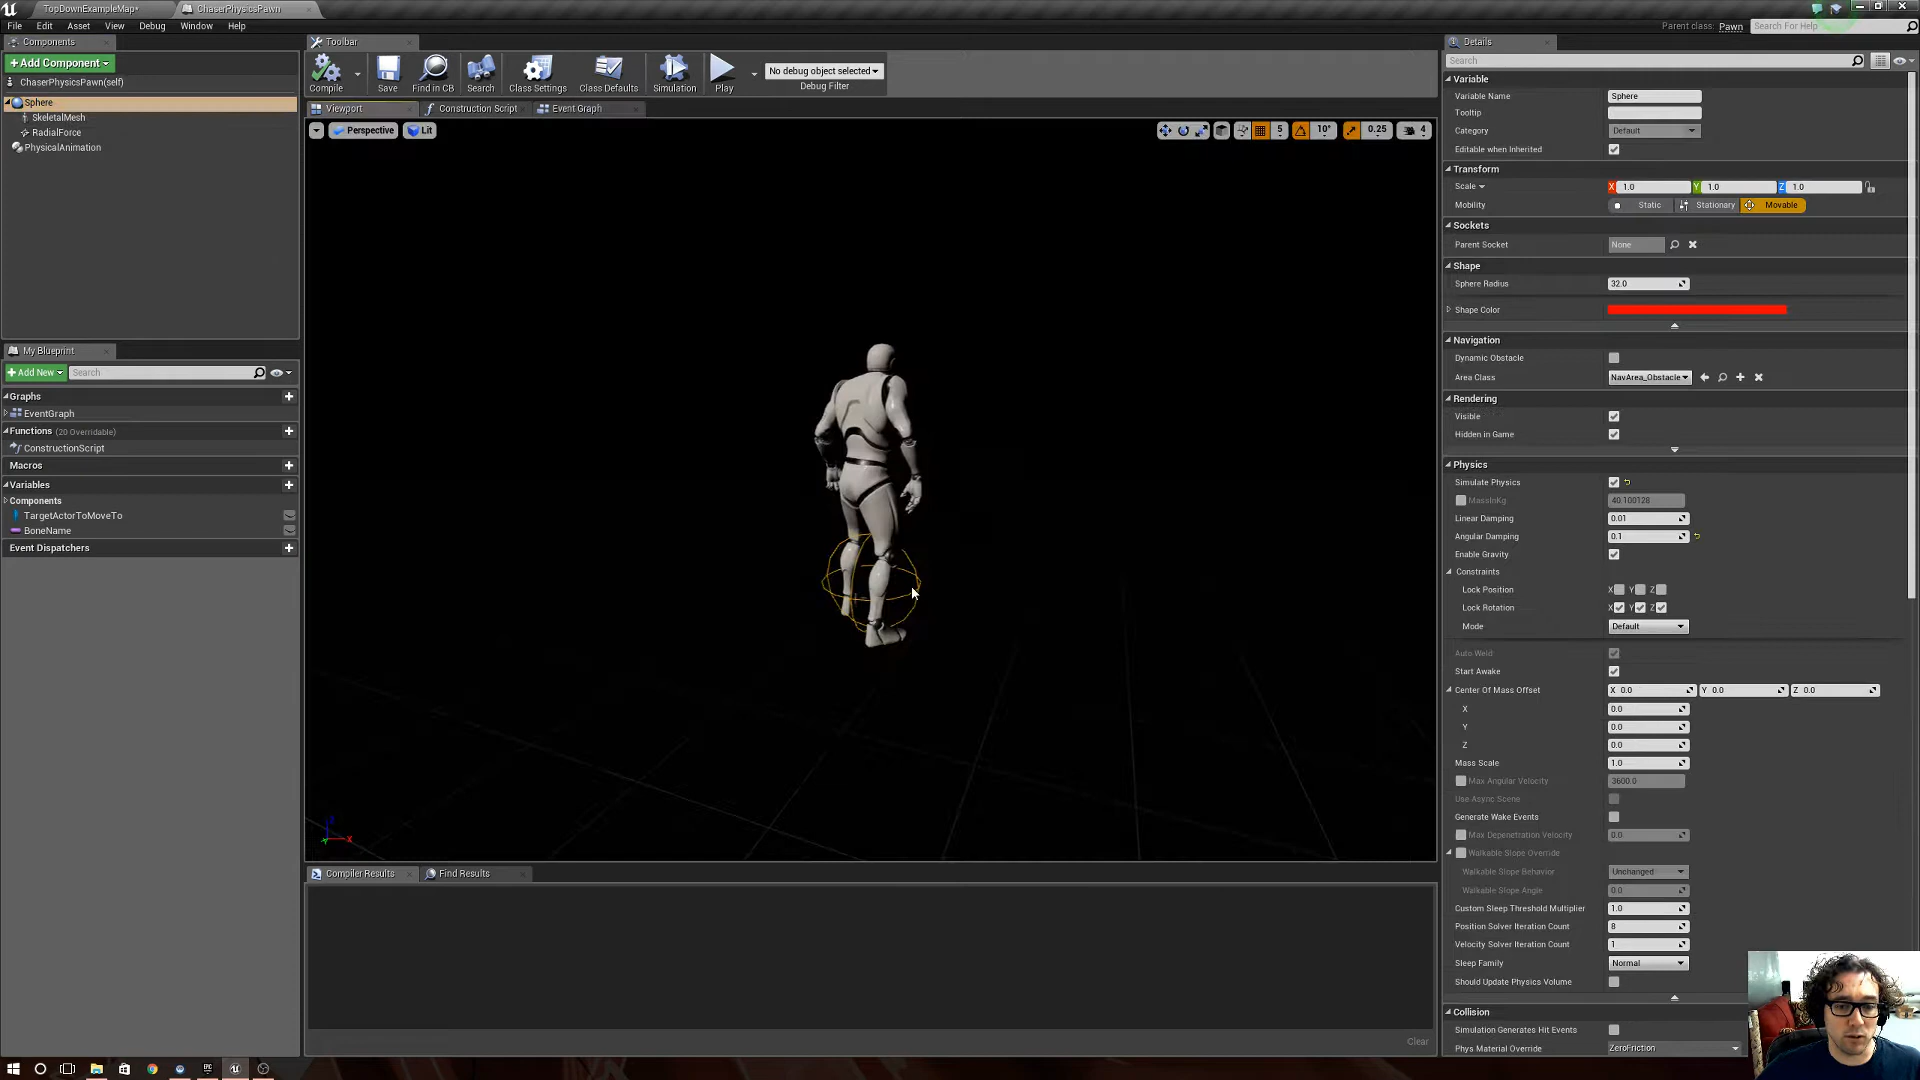 TopDownExampleMap*
ChaserPhysicsPawn
File Edit Asset View Debug Window Help
Parent class: Pawn
Search For Help
Components
+Add Component
ChaserPhysicsPawn(self)
Sphere
SkeletalMesh
RadialForce
PhysicalAnimation
My Blueprint
+Add New
Search
Graphs
EventGraph
Functions (20 Overridable)
ConstructionScript
Macros
Variables
Components
TargetActorToMoveTo
BoneName
Event Dispatchers
Toolbar
Compile
Save
Find in CB
Search
Class Settings
Class Defaults
Simulation
Play
No debug object selected
Debug Filter
Viewport
Construction Script
Event Graph
Perspective
Lit
5
10°
0.25
4
X
Compiler Results
Find Results
Clear
Details
Search
Variable
Variable Name Sphere
Tooltip
Category Default
Editable when Inherited
Transform
Scale X 1.0 Y 1.0 Z 1.0
Mobility Static Stationary Movable
Sockets
Parent Socket None
Shape
Sphere Radius 32.0
Shape Color
Navigation
Dynamic Obstacle
Area Class NavArea_Obstacle
Rendering
Visible
Hidden in Game
Physics
Simulate Physics
MassInKg 40.100128
Linear Damping 0.01
Angular Damping 0.1
Enable Gravity
Constraints
Lock Position X Y Z
Lock Rotation X Y Z
Mode Default
Auto Weld
Start Awake
Center Of Mass Offset X 0.0 Y 0.0 Z 0.0
X 0.0
Y 0.0
Z 0.0
Mass Scale 1.0
Max Angular Velocity 3600.0
Use Async Scene
Generate Wake Events
Max Depenetration Velocity 0.0
Walkable Slope Override
Walkable Slope Behavior Unchanged
Walkable Slope Angle 0.0
Custom Sleep Threshold Multiplier 1.0
Position Solver Iteration Count 8
Velocity Solver Iteration Count 1
Sleep Family Normal
Should Update Physics Volume
Collision
Simulation Generates Hit Events
Phys Material Override ZeroFriction